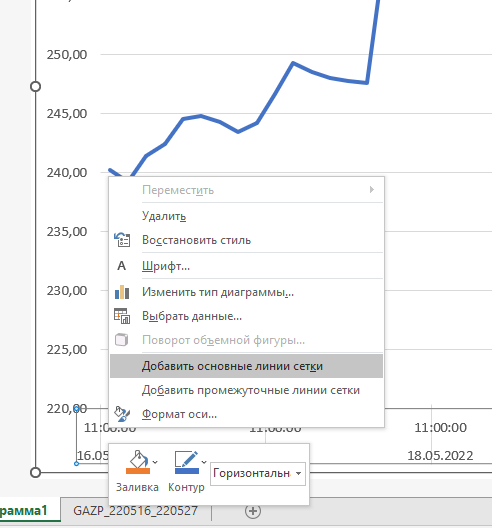 250,00
245,00
240,00
235,00
230,00
225,00
220,00
Переместить
Удалить
Восстановить стиль
A Шрифт...
Изменить тип диаграммы...
Выбрать данные...
Поворот объемной фигуры...
Добавить основные линии сетки
Добавить промежуточные линии сетки
Формат оси...
11:00:00 11:00:00 11:00:00
16.05 18.05.2022
Заливка Контур Горизонтальн
рамма1 GAZP_220516_220527